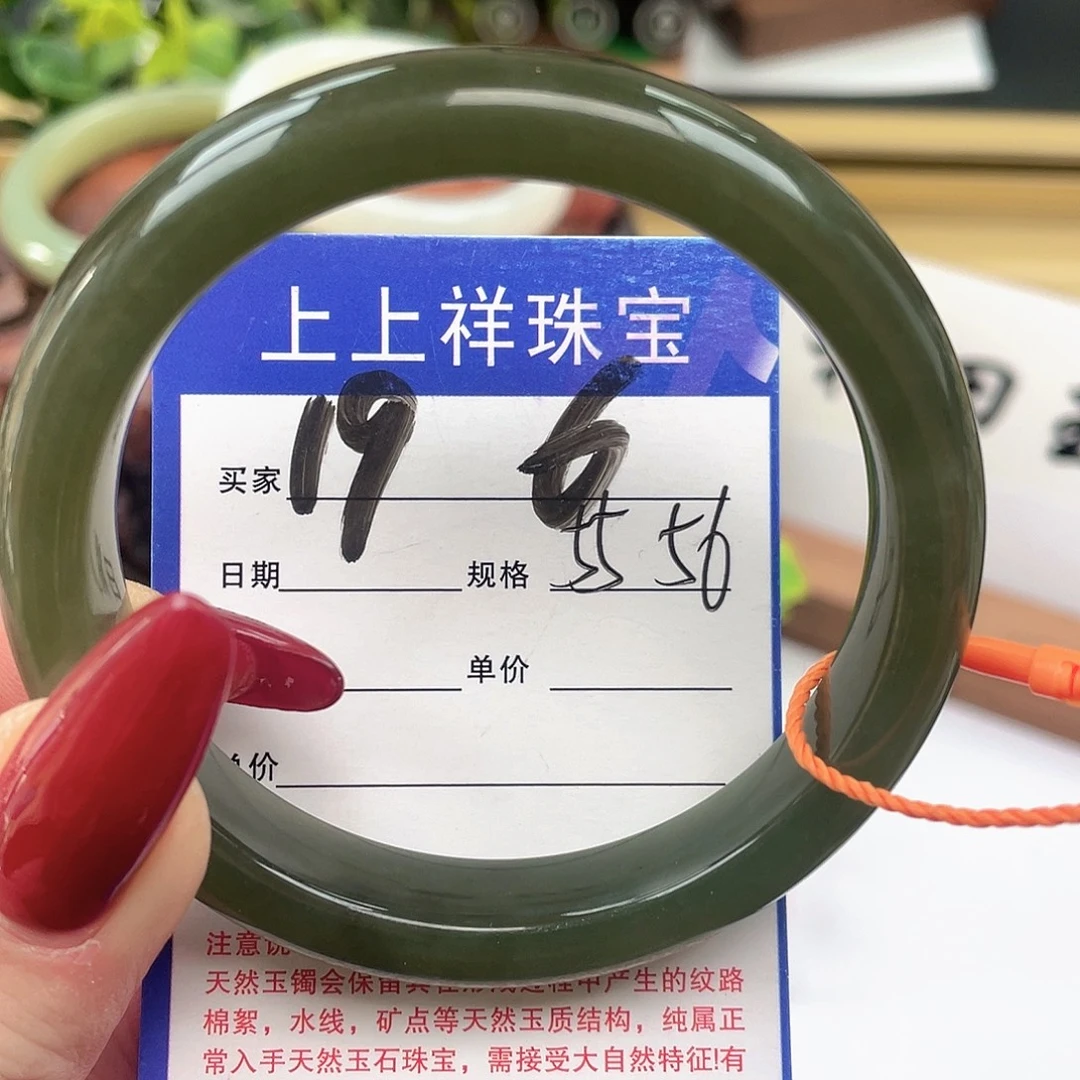 上上祥珠宝
买家 19 6
日期 规格 55 56
单价
价
注意
天然玉镯会保留其在形成过程中产生的纹路
棉絮，水线，矿点等天然玉质结构，纯属正
常入手天然玉石珠宝，需接受大自然特征!有